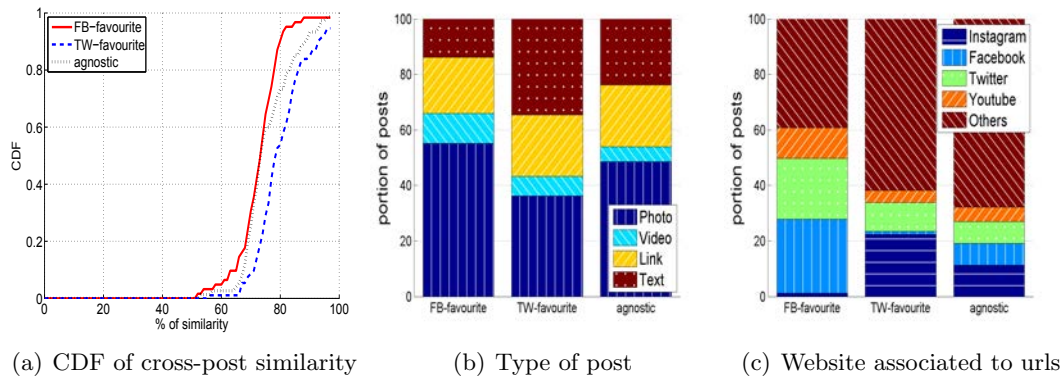 1
0.8
0.6
0.4
0.2
0
CDF
FB-favourite
TW-favourite
agnostic
0 20 40 60 80 100
% of similarity
(a) CDF of cross-post similarity
100
80
60
40
20
0
portion of posts
Photo
Video
Link
Text
FB-favourite TW-favourite agnostic
(b) Type of post
100
80
60
40
20
0
portion of posts
Instagram
Facebook
Twitter
Youtube
Others
FB-favourite TW-favourite agnostic
(c) Website associated to urls